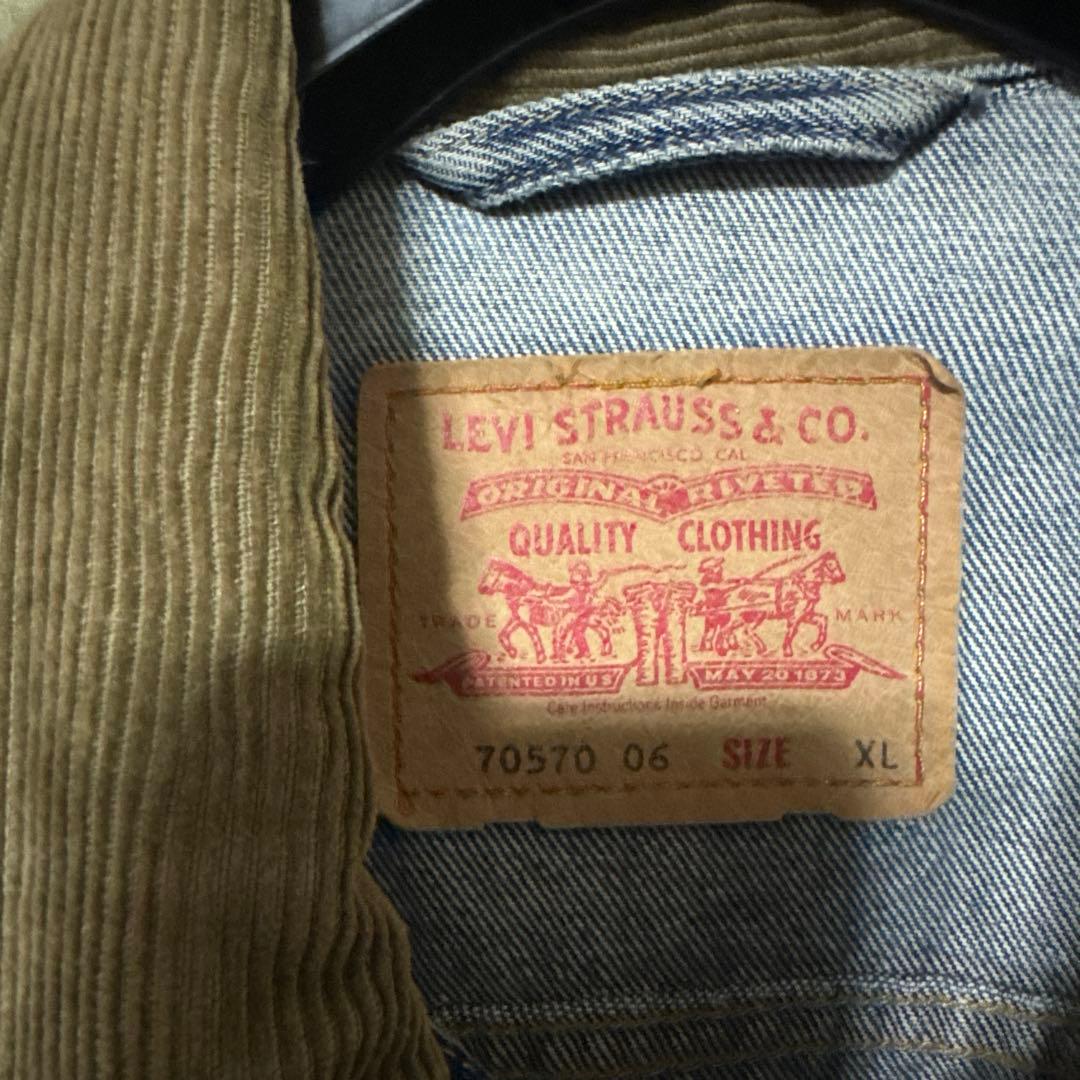 LEVI STRAUSS & CO.
SAN FRANCISCO CAL
ORIGINAL RIVETED
QUALITY CLOTHING
TRADE MARK
PATENTED IN US MAY 20 1873
Care Instructions Inside Garment
70570 06 SIZE XL